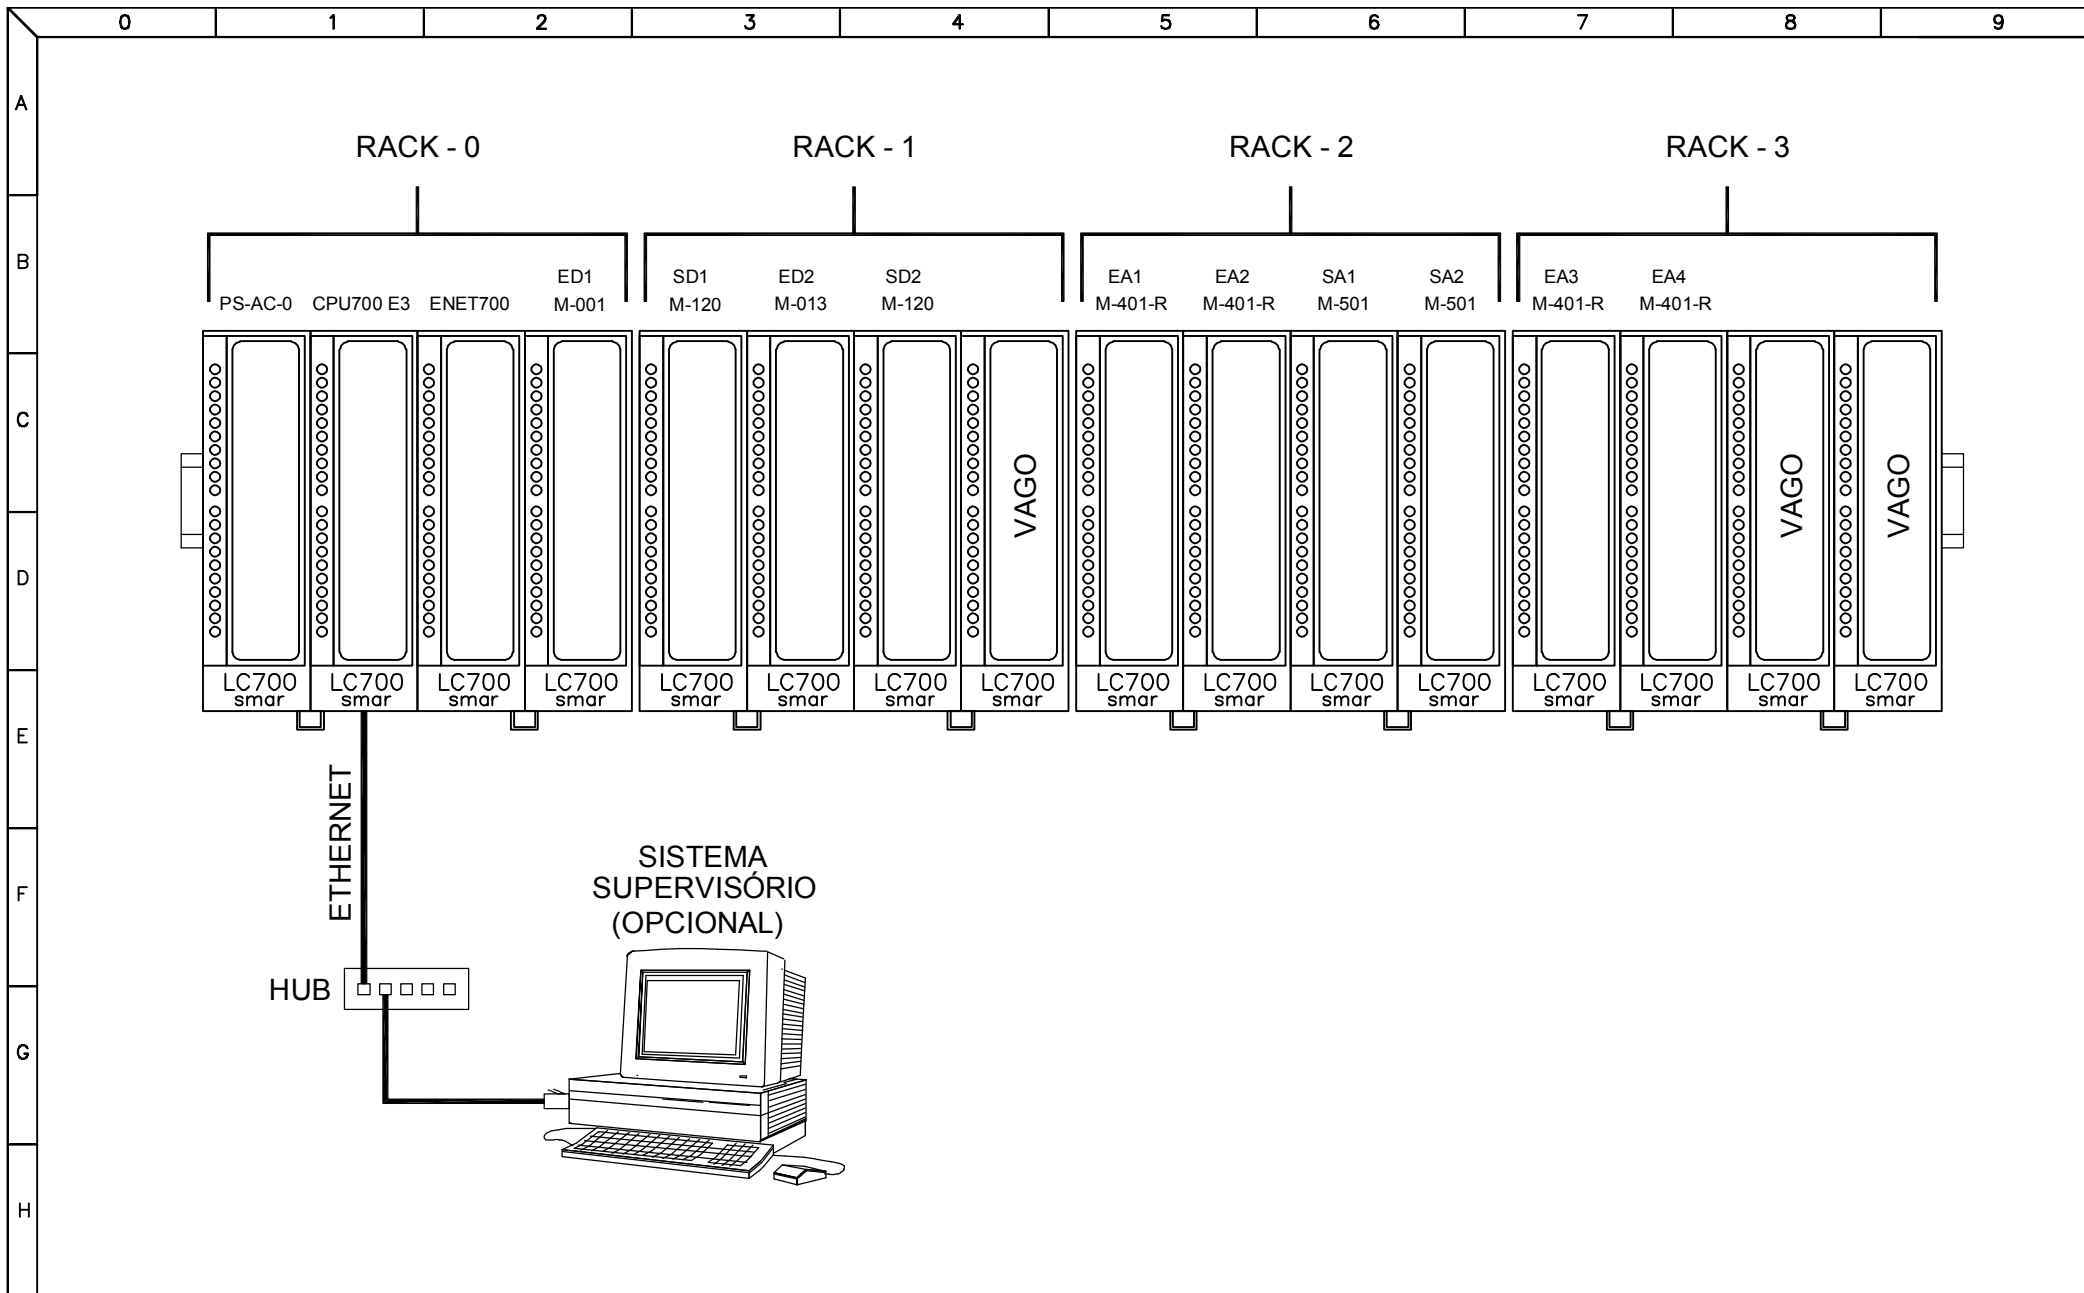 0 1 2 3 4 5 6 7 8 9
A
RACK - 0 RACK - 1 RACK - 2 RACK - 3
B
ED1 SD1 ED2 SD2 EA1 EA2 SA1 SA2 EA3 EA4
PS-AC-0 CPU700 E3 ENET700 M-001 M-120 M-013 M-120 M-401-R M-401-R M-501 M-501 M-401-R M-401-R
C
VAGO VAGO VAGO
D
LC700 LC700 LC700 LC700 LC700 LC700 LC700 LC700 LC700 LC700 LC700 LC700 LC700 LC700 LC700 LC700
smar smar smar smar smar smar smar smar smar smar smar smar smar smar smar smar
E
ETHERNET
SISTEMA
SUPERVISÓRIO
F
(OPCIONAL)
HUB
G
H